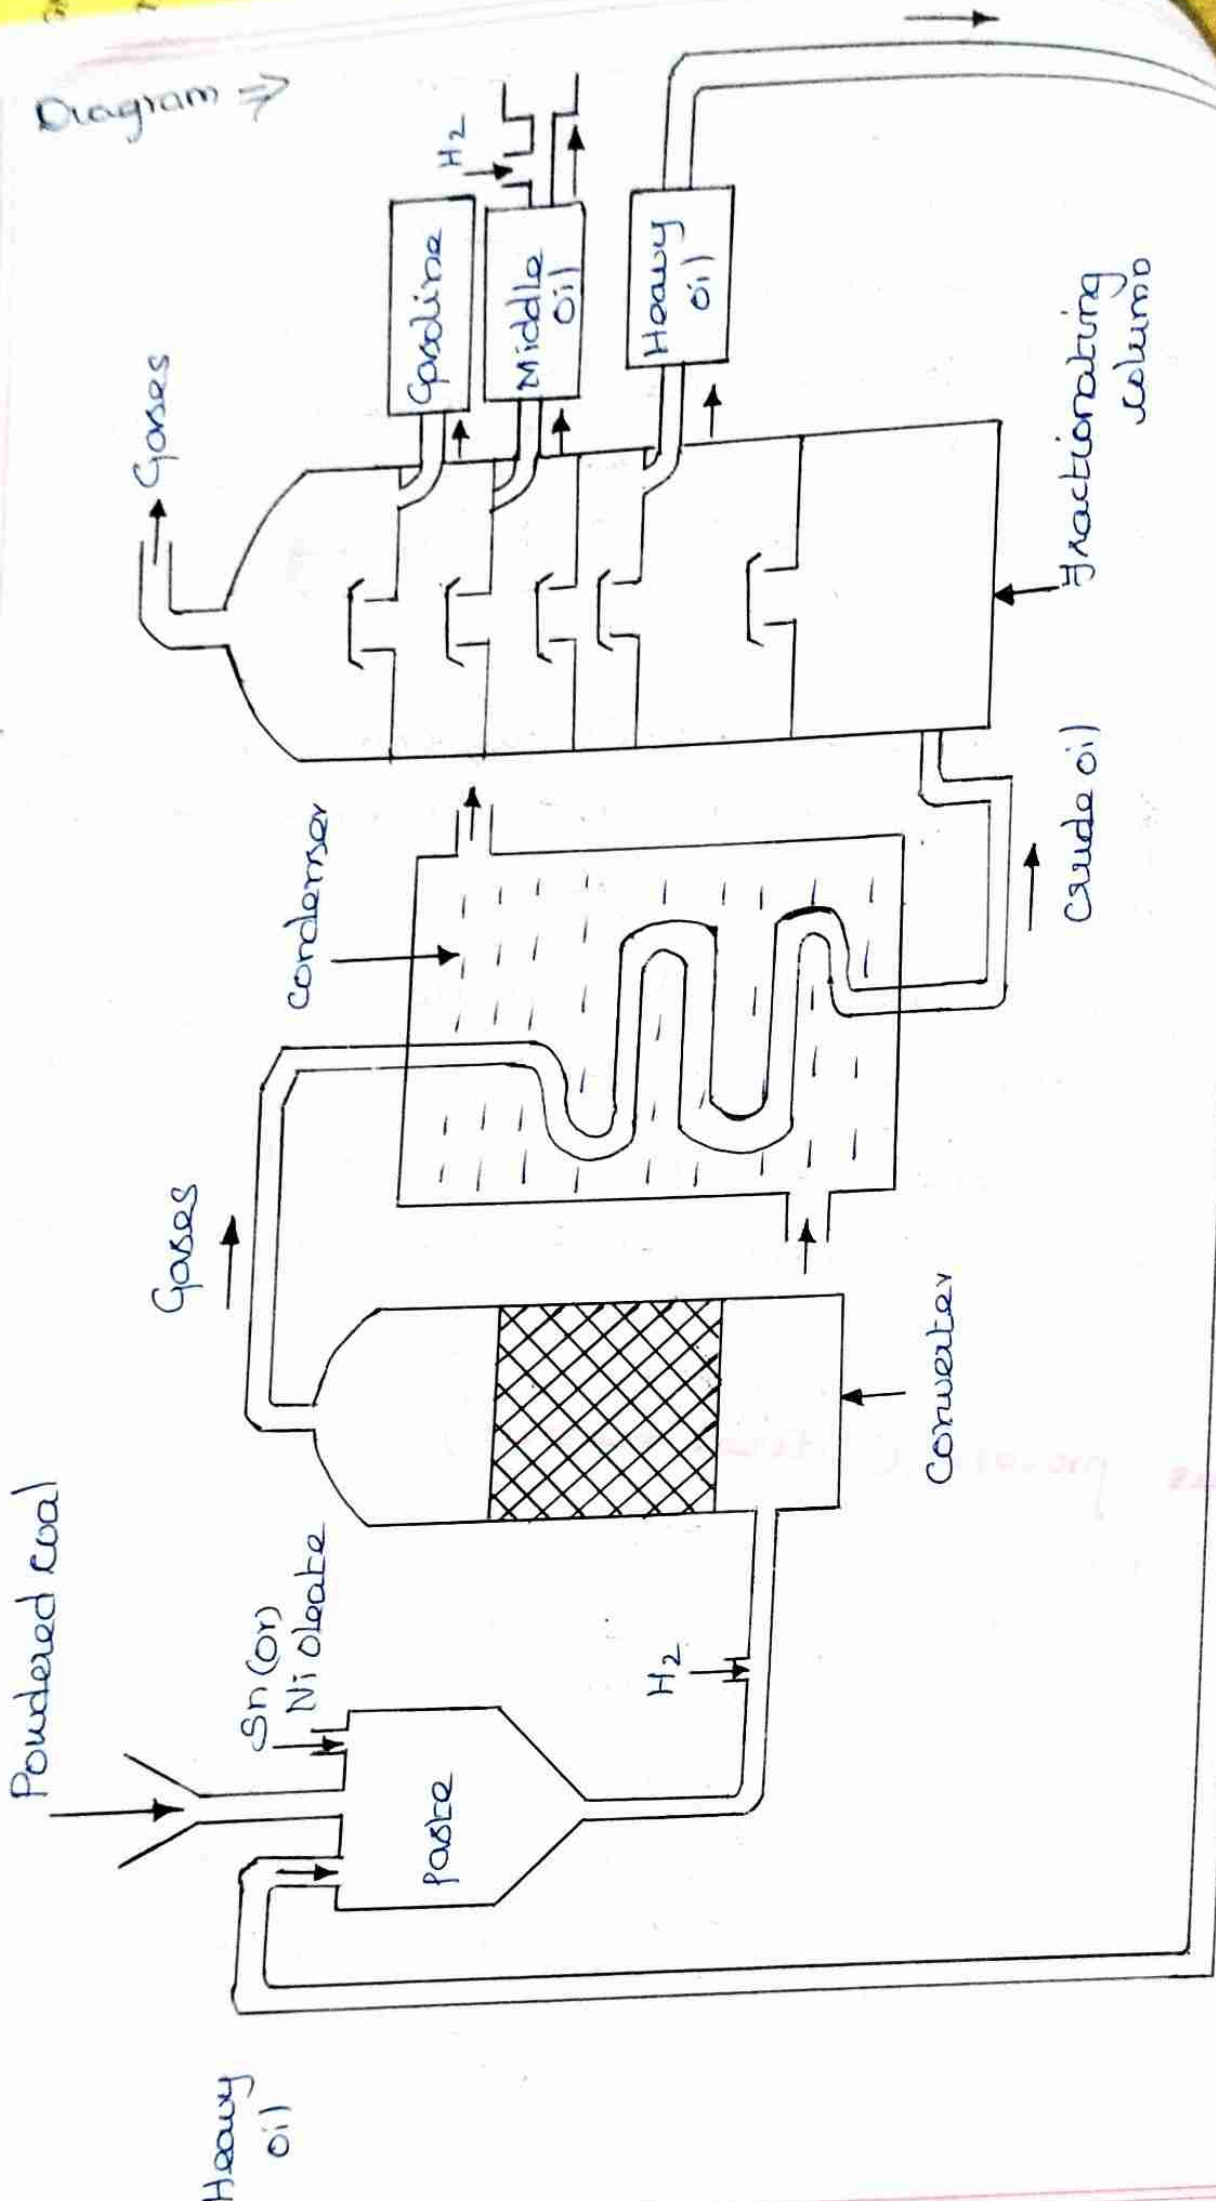 Diagram ⇒
Powdered coal
Heavy
oil
Sn (or)
Ni oleate
Paste
H2
Gases
Converter
Condenser
Crude oil
Gases
Gasoline
Middle
oil
H2
Heavy
oil
Fractionating
column